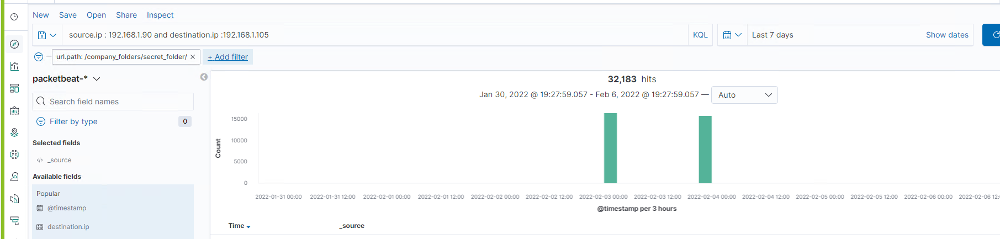 New Save Open Share Inspect
source.ip : 192.168.1.90 and destination.ip :192.168.1.105 KQL Last 7 days Show dates
url.path: /company_folders/secret_folder/ × + Add filter
packetbeat-*
32,183 hits
Jan 30, 2022 @ 19:27:59.057 - Feb 6, 2022 @ 19:27:59.057 — Auto
Search field names
Filter by type 0
Selected fields
</> _source
Available fields
Popular
@timestamp
destination.ip
Count
15000
10000
5000
0
2022-01-31 00:00 2022-01-31 12:00 2022-02-01 00:00 2022-02-01 12:00 2022-02-02 00:00 2022-02-02 12:00 2022-02-03 00:00 2022-02-03 12:00 2022-02-04 00:00 2022-02-04 12:00 2022-02-05 00:00 2022-02-05 12:00 2022-02-06 00:00 2022-02-06 12:
@timestamp per 3 hours
Time _source